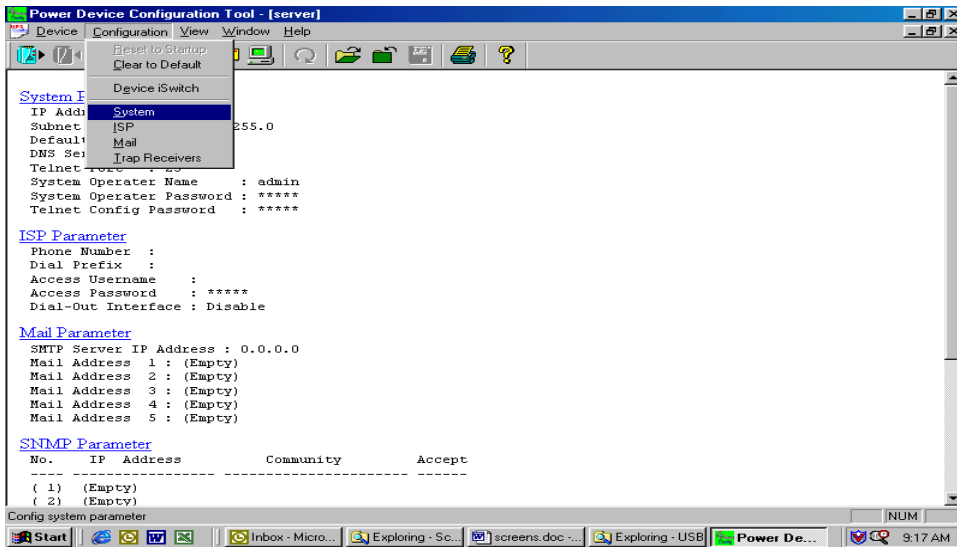 Power Device Configuration Tool - [server]
Device Configuration View Window Help
Reset to Startup
Clear to Default
Device iSwitch
System
ISP
Mail
Trap Receivers
System P
IP Addr
Subnet 255.0
Default
DNS Ser
Telnet Port : 23
System Operater Name : admin
System Operater Password : *****
Telnet Config Password : *****
ISP Parameter
Phone Number :
Dial Prefix :
Access Username :
Access Password : *****
Dial-Out Interface : Disable
Mail Parameter
SMTP Server IP Address : 0.0.0.0
Mail Address 1 : (Empty)
Mail Address 2 : (Empty)
Mail Address 3 : (Empty)
Mail Address 4 : (Empty)
Mail Address 5 : (Empty)
SNMP Parameter
No. IP Address Community Accept
---- ----------------- ---------------------- ------
( 1) (Empty)
( 2) (Empty)
Config system parameter NUM
Start Inbox - Micro... Exploring - Sc... screens.doc -... Exploring - USB Power De... 9:17 AM